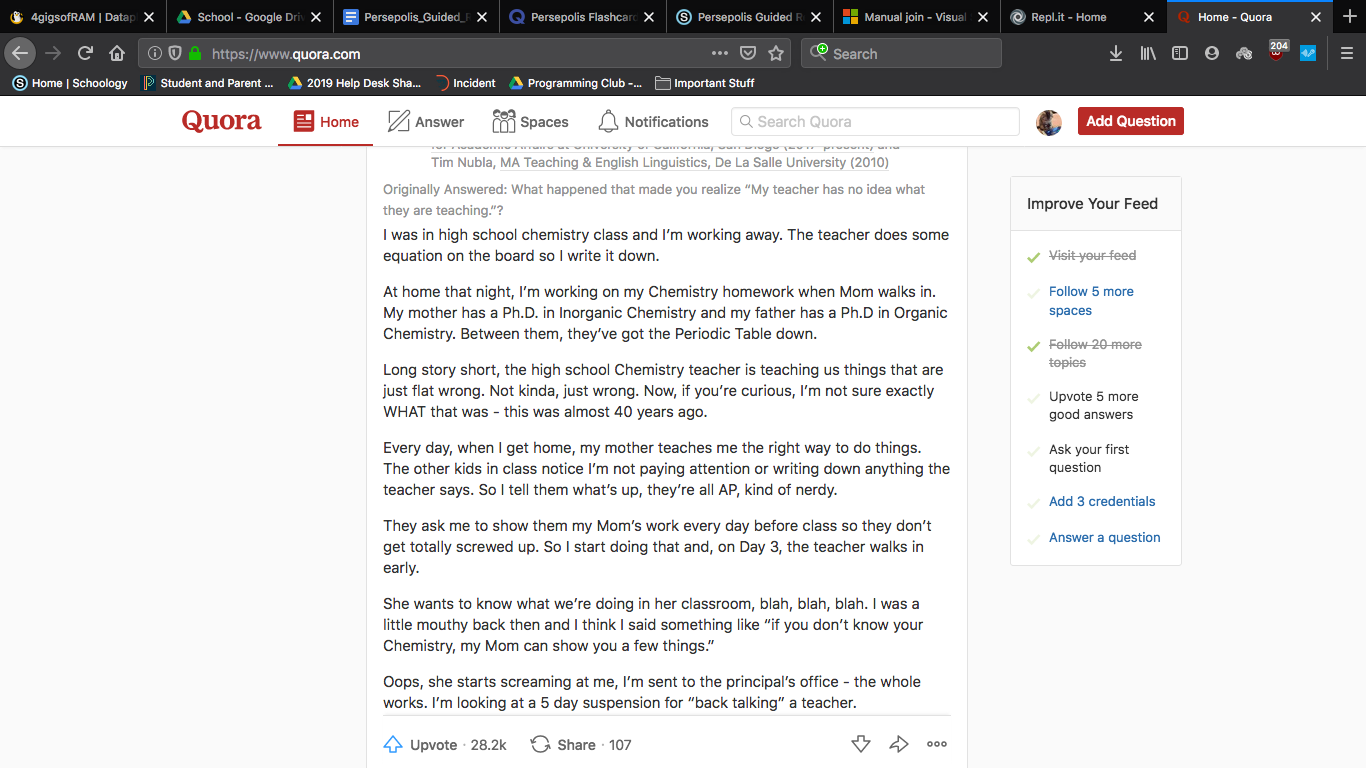 4gigsofRAM | Datap
School - Google Driv
Persepolis_Guided_R
Persepolis Flashcard
Persepolis Guided R
Manual join - Visual
Repl.it - Home
Home - Quora
https://www.quora.com
Search
204
Home | Schoology
Student and Parent ...
2019 Help Desk Sha...
Incident
Programming Club -...
Important Stuff
Quora
Home
Answer
Spaces
Notifications
Search Quora
Add Question
for Academic Affairs at University of California, San Diego (2017-present) and
Tim Nubla, MA Teaching & English Linguistics, De La Salle University (2010)
Originally Answered: What happened that made you realize “My teacher has no idea what
they are teaching.”?
I was in high school chemistry class and I’m working away. The teacher does some
equation on the board so I write it down.
At home that night, I’m working on my Chemistry homework when Mom walks in.
My mother has a Ph.D. in Inorganic Chemistry and my father has a Ph.D in Organic
Chemistry. Between them, they’ve got the Periodic Table down.
Long story short, the high school Chemistry teacher is teaching us things that are
just flat wrong. Not kinda, just wrong. Now, if you’re curious, I’m not sure exactly
WHAT that was - this was almost 40 years ago.
Every day, when I get home, my mother teaches me the right way to do things.
The other kids in class notice I’m not paying attention or writing down anything the
teacher says. So I tell them what’s up, they’re all AP, kind of nerdy.
They ask me to show them my Mom’s work every day before class so they don’t
get totally screwed up. So I start doing that and, on Day 3, the teacher walks in
early.
She wants to know what we’re doing in her classroom, blah, blah, blah. I was a
little mouthy back then and I think I said something like “if you don’t know your
Chemistry, my Mom can show you a few things.”
Oops, she starts screaming at me, I’m sent to the principal’s office - the whole
works. I’m looking at a 5 day suspension for “back talking” a teacher.
Upvote · 28.2k
Share · 107
Improve Your Feed
Visit your feed
Follow 5 more
spaces
Follow 20 more
topics
Upvote 5 more
good answers
Ask your first
question
Add 3 credentials
Answer a question